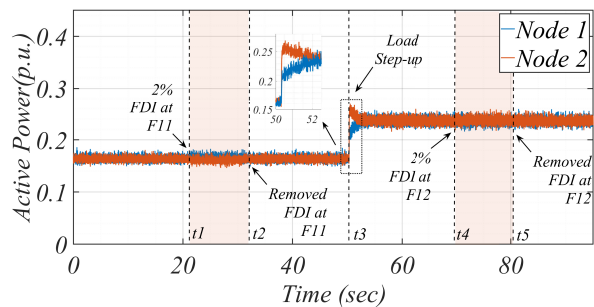 Active Power(p.u.)
0.4
0.3
0.2
0.1
0
0
20
40
60
80
Time (sec)
Node 1
Node 2
2%
FDI at
F11
Removed
FDI at
F11
0.25
0.2
0.15
50
52
Load
Step-up
2%
FDI at
F12
Removed
FDI at
F12
t1
t2
t3
t4
t5